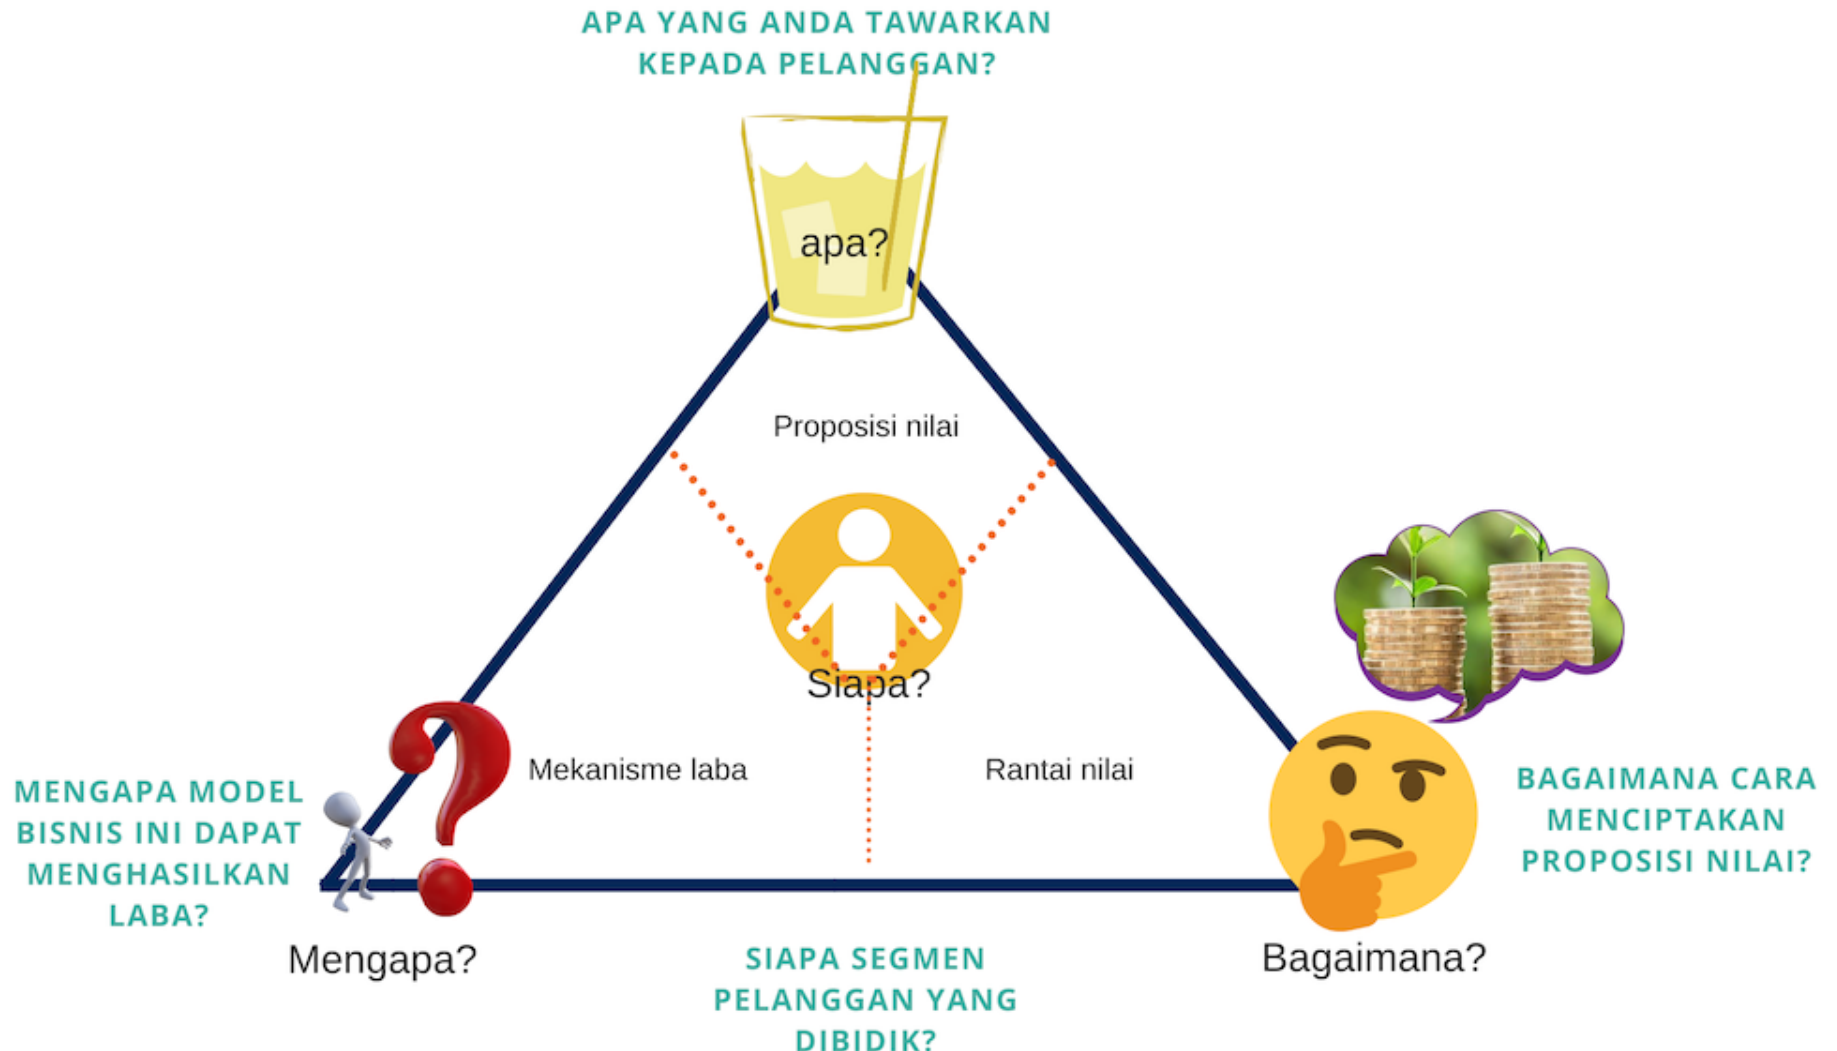 APA YANG ANDA TAWARKAN
KEPADA PELANGGAN?
apa?
Proposisi nilai
Siapa?
Mekanisme laba
Rantai nilai
MENGAPA MODEL
BISNIS INI DAPAT
MENGHASILKAN
LABA?
BAGAIMANA CARA
MENCIPTAKAN
PROPOSISI NILAI?
Mengapa?
Bagaimana?
SIAPA SEGMEN
PELANGGAN YANG
DIBIDIK?